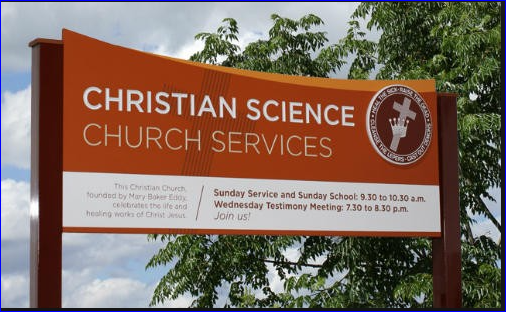 CHRISTIAN SCIENCE
CHURCH SERVICES
HEAL THE SICK · RAISE THE DEAD · CAST OUT DEMONS · CLEANSE THE LEPERS
This Christian Church,
founded by Mary Baker Eddy,
celebrates the life and
healing works of Christ Jesus.
Sunday Service and Sunday School: 9.30 to 10.30 a.m.
Wednesday Testimony Meeting: 7.30 to 8.30 p.m.
Join us!